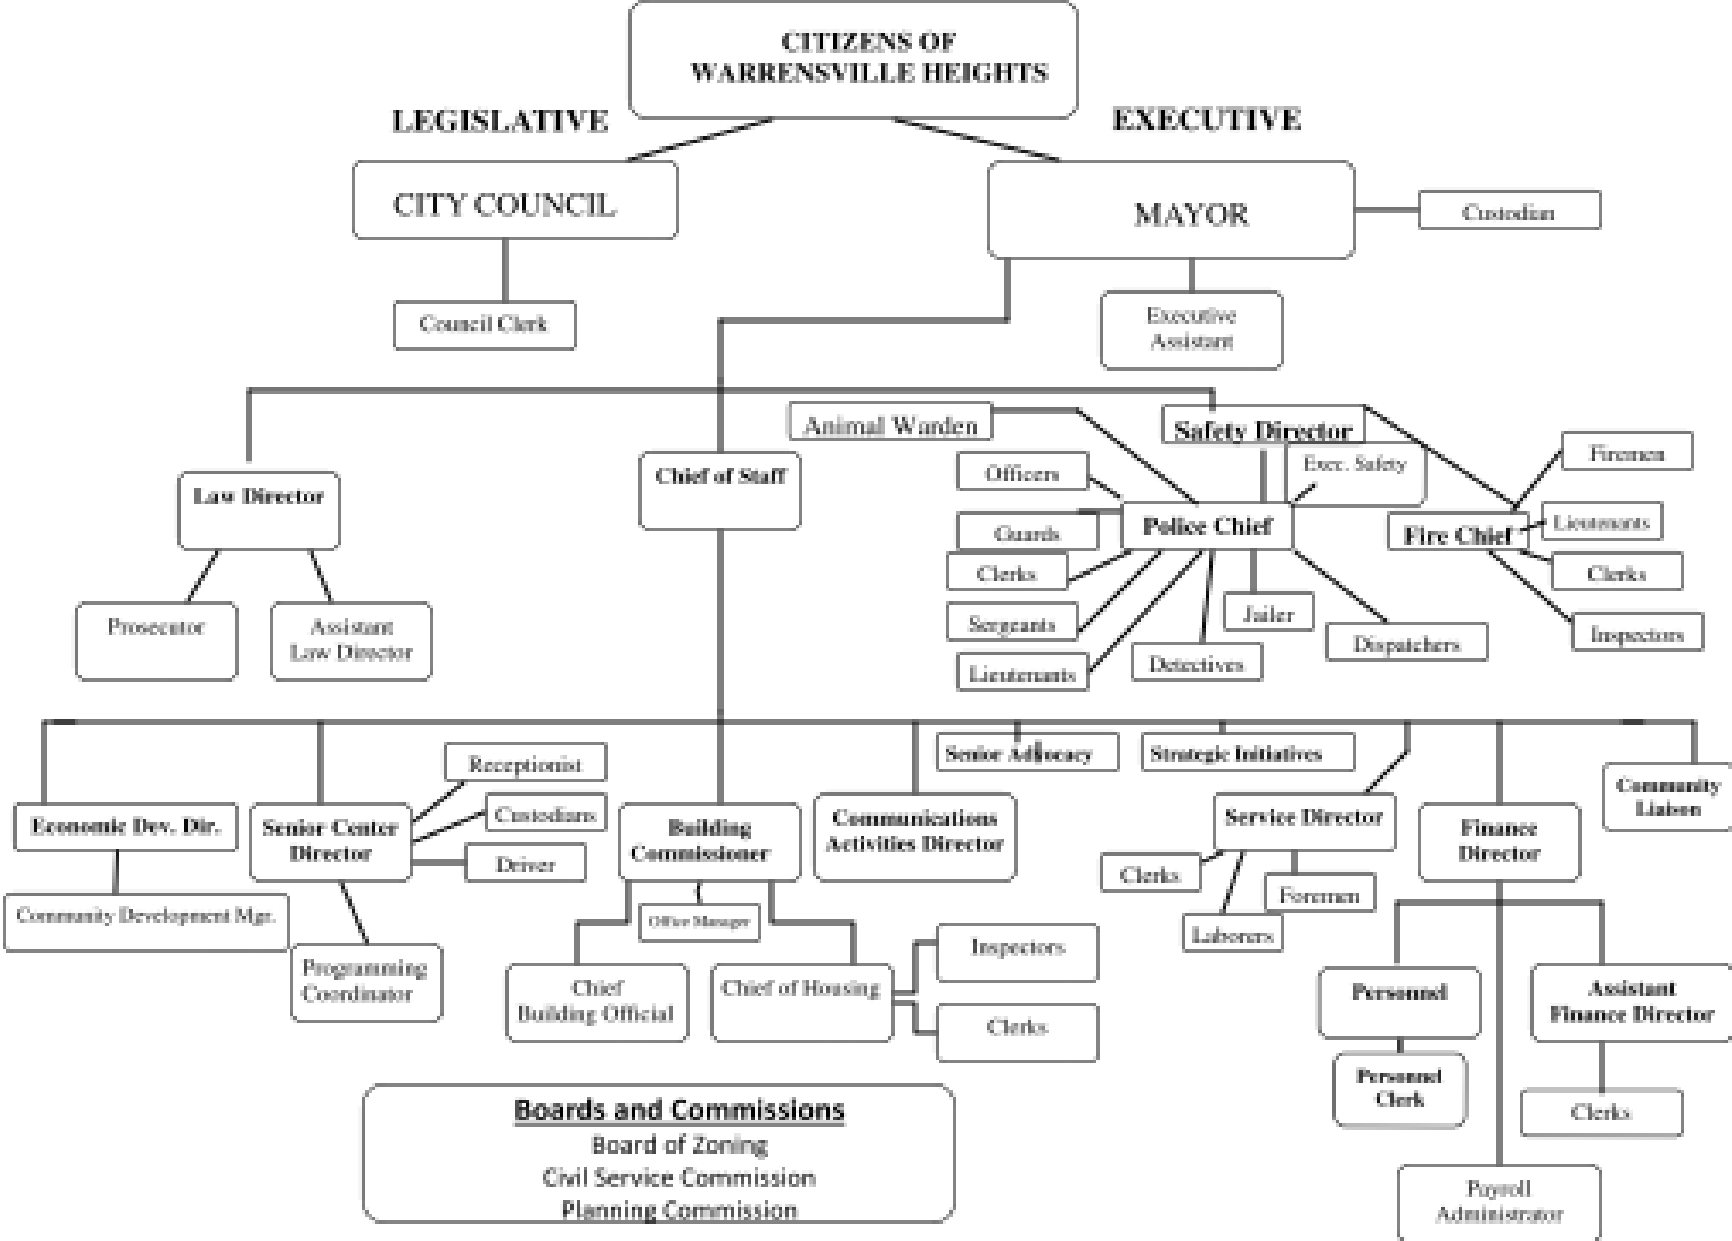 CITIZENS OF
WARRENSVILLE HEIGHTS
LEGISLATIVE
EXECUTIVE
CITY COUNCIL
MAYOR
Custodian
Council Clerk
Executive
Assistant
Animal Warden
Safety Director
Exec. Safety
Firemen
Officers
Chief of Staff
Law Director
Guards
Police Chief
Fire Chief
Lieutenants
Clerks
Clerks
Prosecutor
Assistant
Law Director
Sergeants
Jailer
Dispatchers
Inspectors
Lieutenants
Detectives
Senior Advocacy
Strategic Initiatives
Receptionist
Community
Liaison
Economic Dev. Dir.
Senior Center
Director
Custodians
Driver
Building
Commissioner
Communications
Activities Director
Service Director
Finance
Director
Clerks
Foremen
Laborers
Community Development Mgr.
Office Manager
Programming
Coordinator
Chief
Building Official
Chief of Housing
Inspectors
Clerks
Personnel
Assistant
Finance Director
Personnel
Clerk
Clerks
Boards and Commissions
Board of Zoning
Civil Service Commission
Planning Commission
Payroll
Administrator